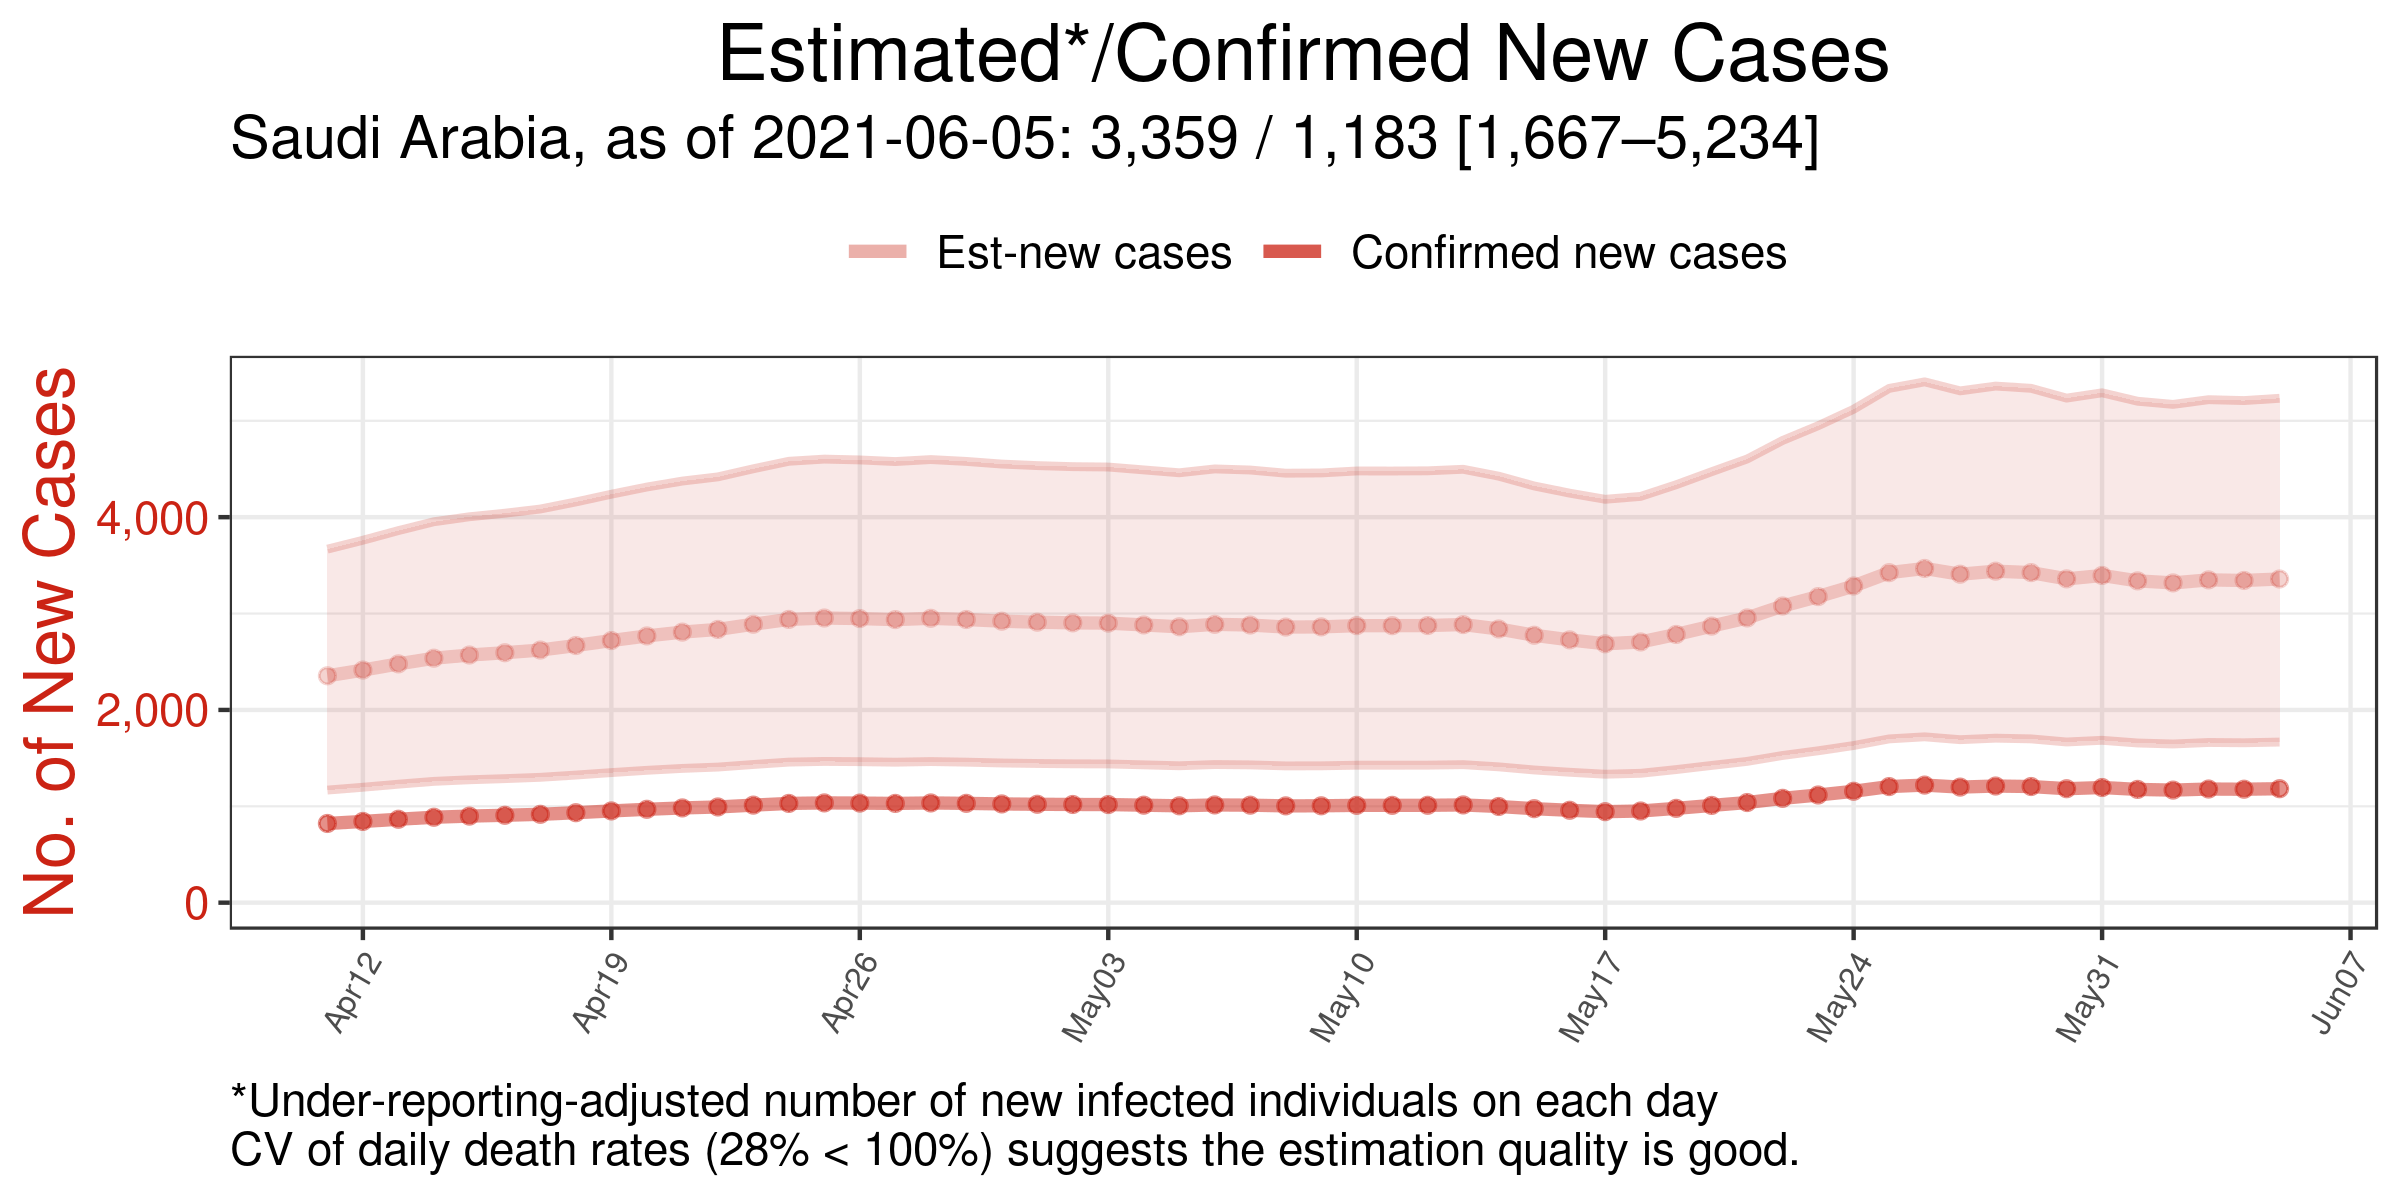 Estimated*/Confirmed New Cases
Saudi Arabia, as of 2021-06-05: 3,359 / 1,183 [1,667–5,234]
Est-new cases
Confirmed new cases
No. of New Cases
4,000
2,000
0
Apr12
Apr19
Apr26
May03
May10
May17
May24
May31
Jun07
*Under-reporting-adjusted number of new infected individuals on each day
CV of daily death rates (28% < 100%) suggests the estimation quality is good.